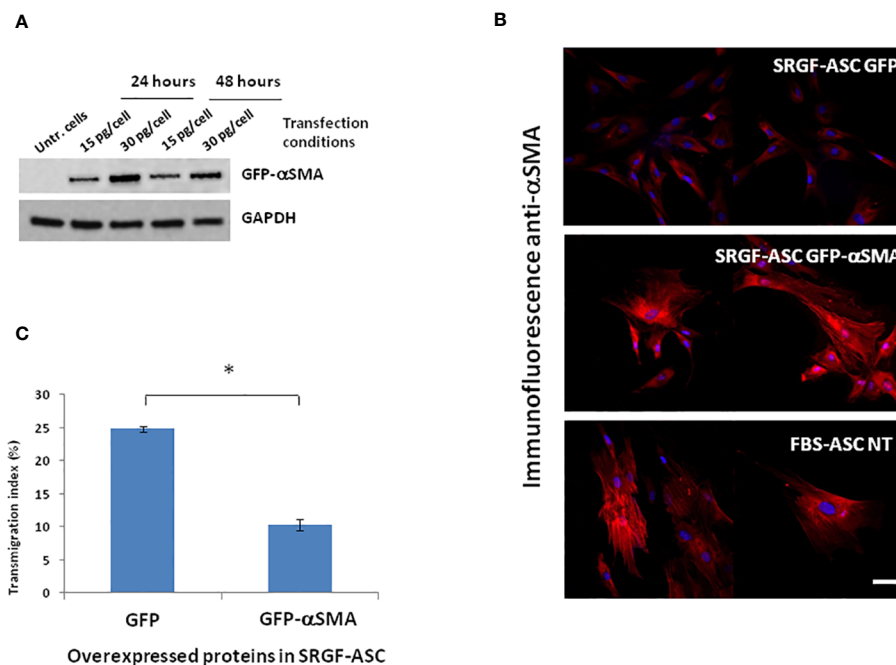 A
24 hours 48 hours
Untr. cells 15 pg/cell 30 pg/cell 15 pg/cell 30 pg/cell
Transfection
conditions
GFP-αSMA
GAPDH
B
Immunofluorescence anti-αSMA
SRGF-ASC GFP
SRGF-ASC GFP-αSMA
FBS-ASC NT
C
*
Transmigration index (%)
30
25
20
15
10
5
0
GFP GFP-αSMA
Overexpressed proteins in SRGF-ASC